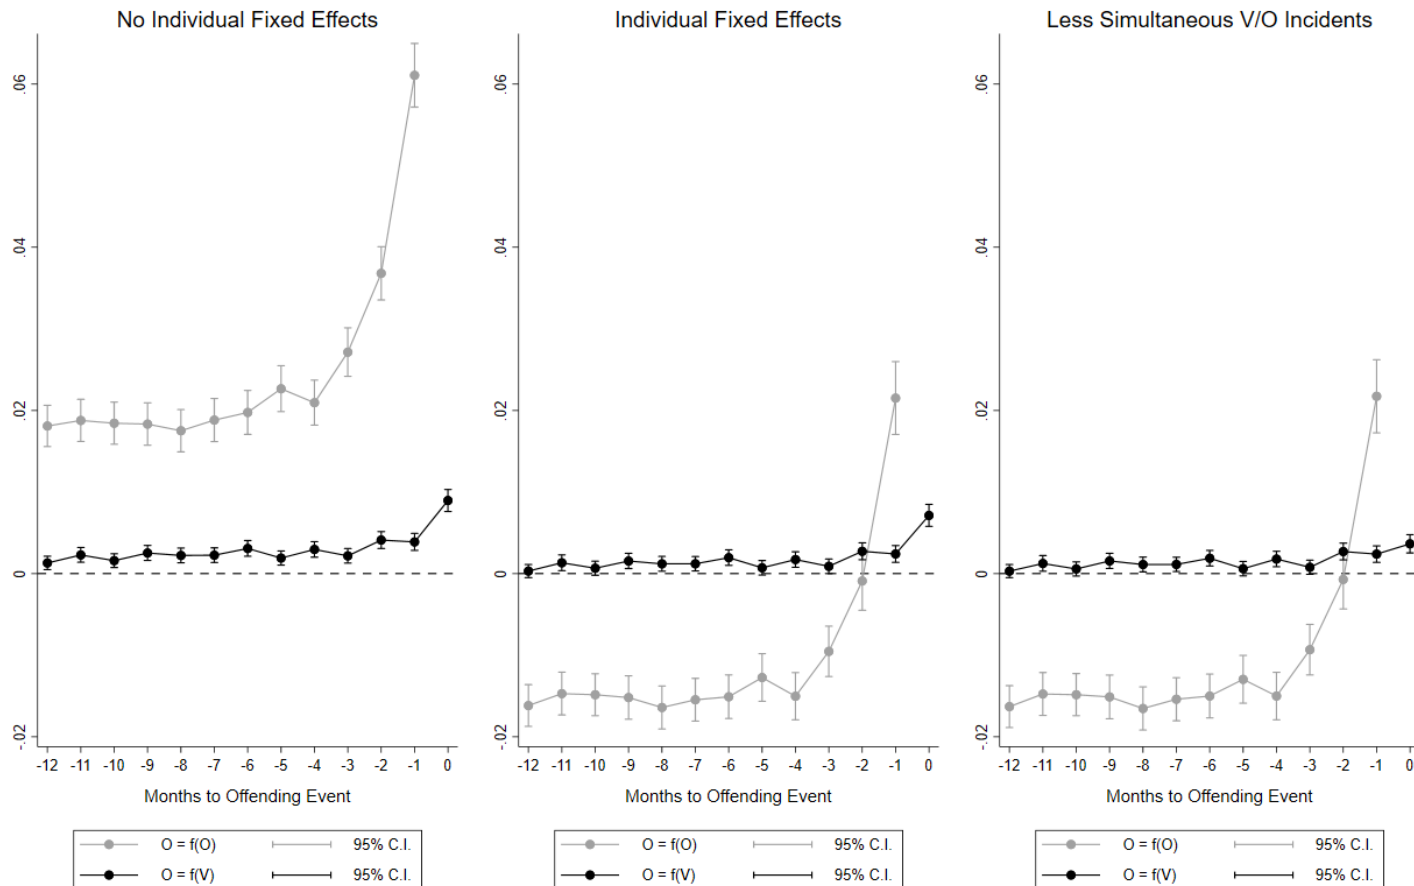 No Individual Fixed Effects
.06
.04
.02
0
-.02
-12 -11 -10 -9 -8 -7 -6 -5 -4 -3 -2 -1 0
Months to Offending Event
O = f(O) 95% C.I.
O = f(V) 95% C.I.
Individual Fixed Effects
.06
.04
.02
0
-.02
-12 -11 -10 -9 -8 -7 -6 -5 -4 -3 -2 -1 0
Months to Offending Event
O = f(O) 95% C.I.
O = f(V) 95% C.I.
Less Simultaneous V/O Incidents
.06
.04
.02
0
-.02
-12 -11 -10 -9 -8 -7 -6 -5 -4 -3 -2 -1 0
Months to Offending Event
O = f(O) 95% C.I.
O = f(V) 95% C.I.